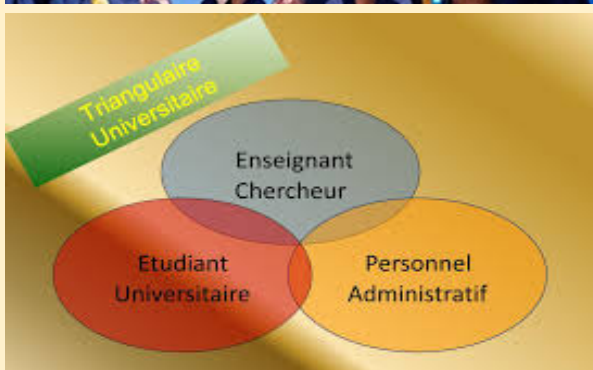 Triangulaire
Universitaire
Enseignant
Chercheur
Etudiant
Universitaire
Personnel
Administratif